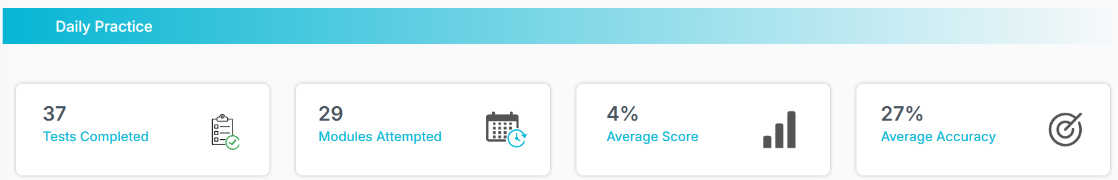 Daily Practice
37
Tests Completed
29
Modules Attempted
4%
Average Score
27%
Average Accuracy